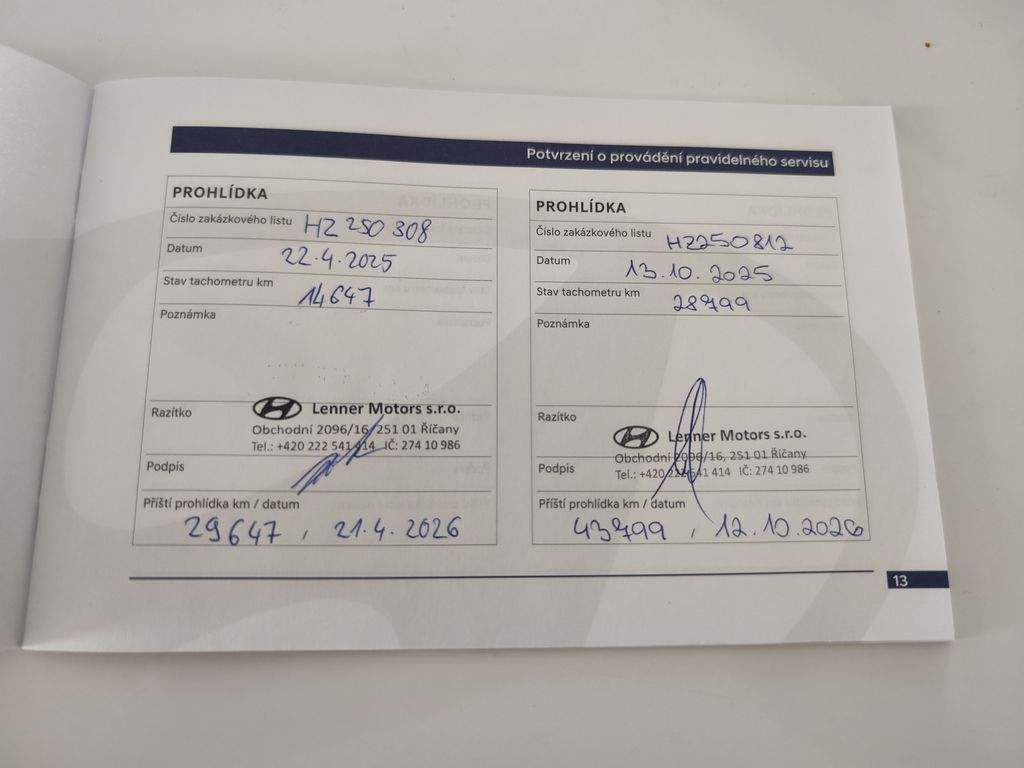 Potvrzení o provádění pravidelného servisu
PROHLÍDKA
Číslo zakázkového listu HZ 250 308
Datum 22.4.2025
Stav tachometru km 14647
Poznámka
Razítko
Lenner Motors s.r.o.
Obchodní 2096/16, 251 01 Říčany
Tel.: +420 222 541 414 IČ: 274 10 986
Podpis
Příští prohlídka km / datum
29647, 21.4.2026
PROHLÍDKA
Číslo zakázkového listu HZ250812
Datum 13.10.2025
Stav tachometru km 28799
Poznámka
Razítko
Lenner Motors s.r.o.
Obchodní 2096/16, 251 01 Říčany
Tel.: +420 222 541 414 IČ: 274 10 986
Podpis
Příští prohlídka km / datum
43799, 12.10.2026
13